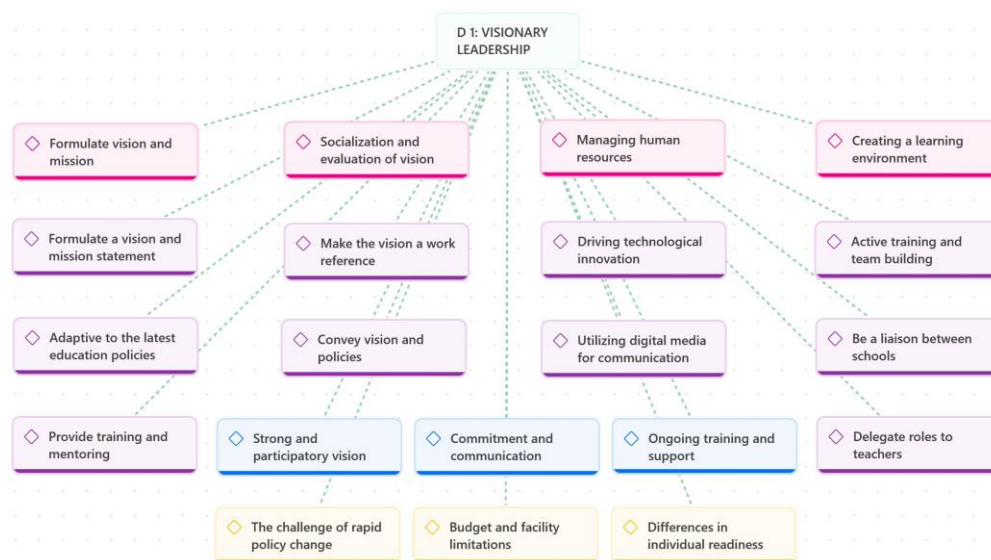 D 1: VISIONARY
LEADERSHIP
Formulate vision and
mission
Socialization and
evaluation of vision
Managing human
resources
Creating a learning
environment
Formulate a vision and
mission statement
Make the vision a work
reference
Driving technological
innovation
Active training and
team building
Adaptive to the latest
education policies
Convey vision and
policies
Utilizing digital media
for communication
Be a liaison between
schools
Provide training and
mentoring
Strong and
participatory vision
Commitment and
communication
Ongoing training and
support
Delegate roles to
teachers
The challenge of rapid
policy change
Budget and facility
limitations
Differences in
individual readiness